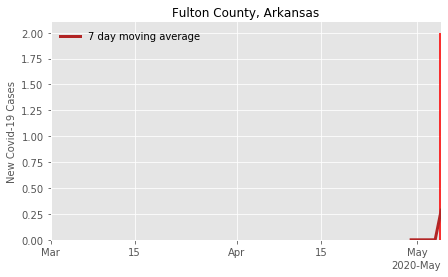 Fulton County, Arkansas
7 day moving average
New Covid-19 Cases
2.00
1.75
1.50
1.25
1.00
0.75
0.50
0.25
0.00
Mar
15
Apr
15
May
2020-May